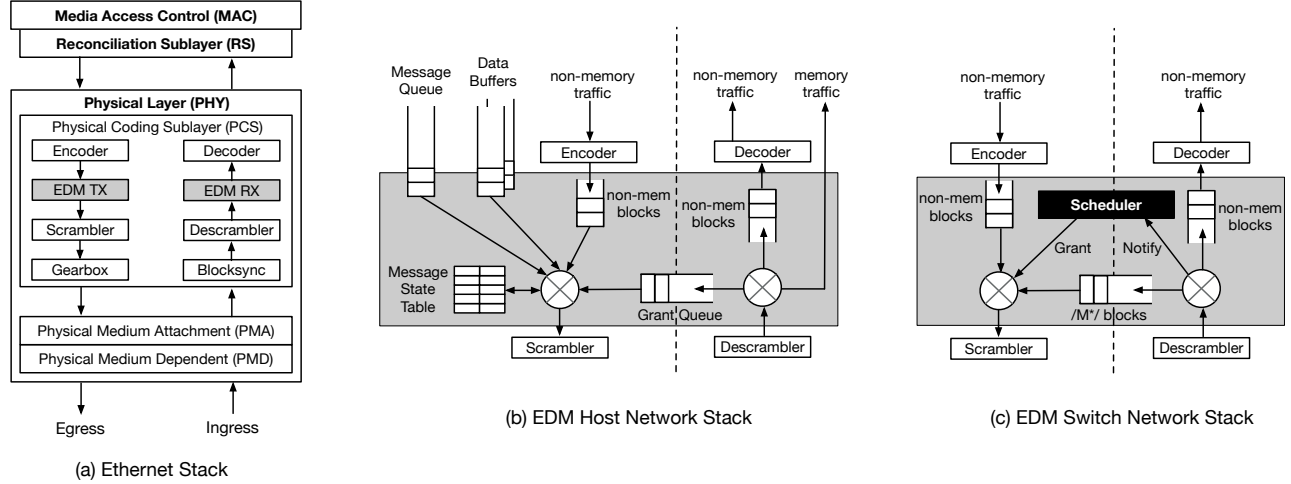 Media Access Control (MAC)
Reconciliation Sublayer (RS)
Physical Layer (PHY)
Physical Coding Sublayer (PCS)
Encoder
Decoder
EDM TX
EDM RX
Scrambler
Descrambler
Gearbox
Blocksync
Physical Medium Attachment (PMA)
Physical Medium Dependent (PMD)
Egress
Ingress
(a) Ethernet Stack
Message
Queue
Data
Buffers
non-memory
traffic
non-memory
traffic
memory
traffic
Encoder
Decoder
non-mem
blocks
non-mem
blocks
Message
State
Table
Grant Queue
Scrambler
Descrambler
(b) EDM Host Network Stack
non-memory
traffic
non-memory
traffic
Encoder
Decoder
non-mem
blocks
Scheduler
non-mem
blocks
Grant
Notify
/M*/ blocks
Scrambler
Descrambler
(c) EDM Switch Network Stack